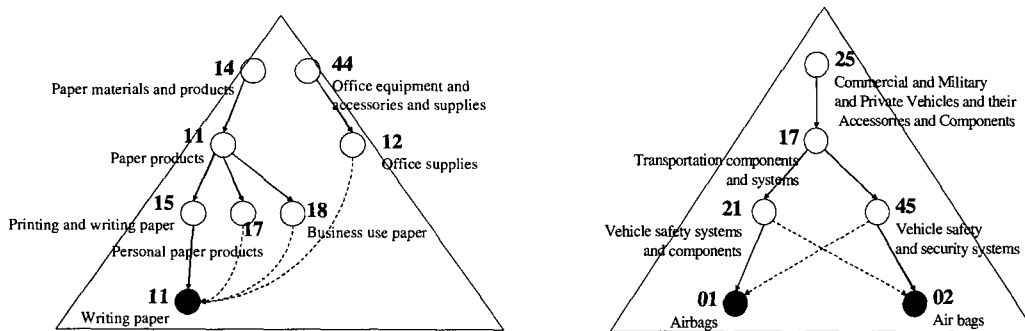 14
44
Paper materials and products
Office equipment and
accessories and supplies
11
Paper products
12
Office supplies
15
Printing and writing paper
17
Personal paper products
18
Business use paper
11
Writing paper
25
Commercial and Military
and Private Vehicles and their
Accessories and Components
17
Transportation components
and systems
21
Vehicle safety systems
and components
45
Vehicle safety
and security systems
01
Airbags
02
Air bags